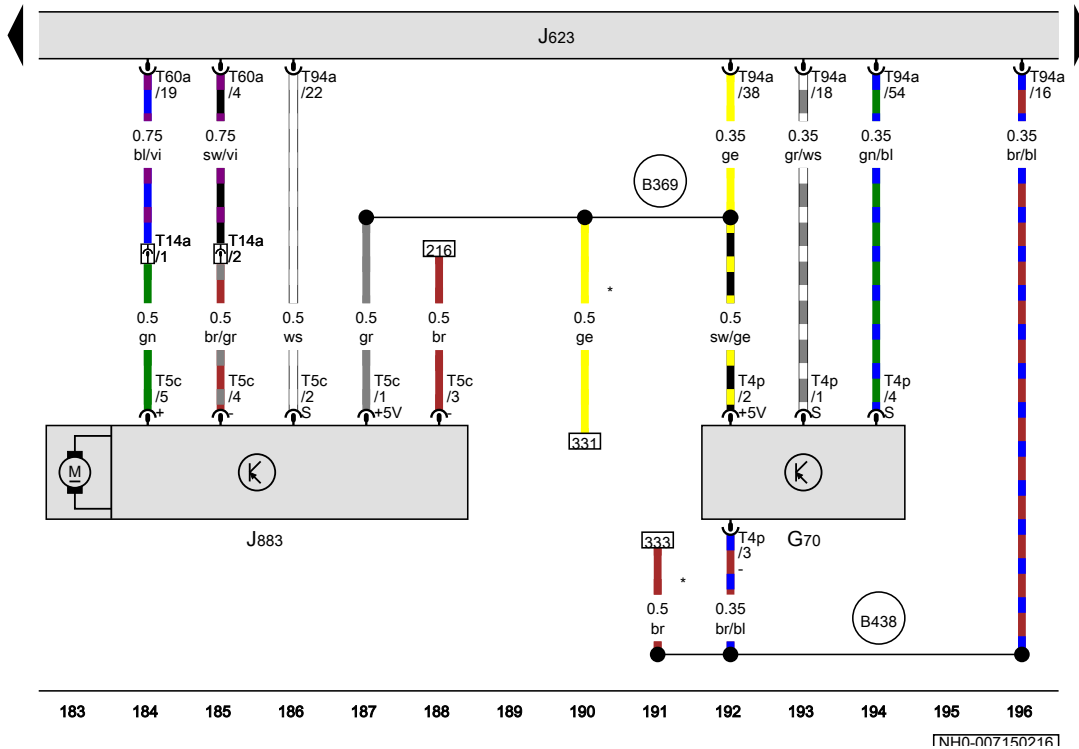 J623
T60a
/19
T60a
/4
T94a
/22
T94a
/38
T94a
/18
T94a
/54
T94a
/16
0.75
bl/vi
0.75
sw/vi
0.35
ge
0.35
gr/ws
0.35
gn/bl
0.35
br/bl
B369
T14a
/1
T14a
/2
216
*
0.5
gn
0.5
br/gr
0.5
ws
0.5
gr
0.5
br
0.5
ge
0.5
sw/ge
T5c
/5
+
T5c
/4
-
T5c
/2
S
T5c
/1
+5V
T5c
/3
-
T4p
/2
+5V
T4p
/1
S
T4p
/4
S
331
M
J883
G70
333
T4p
/3
-
*
0.5
br
0.35
br/bl
B438
183 184 185 186 187 188 189 190 191 192 193 194 195 196
NH0-007150216